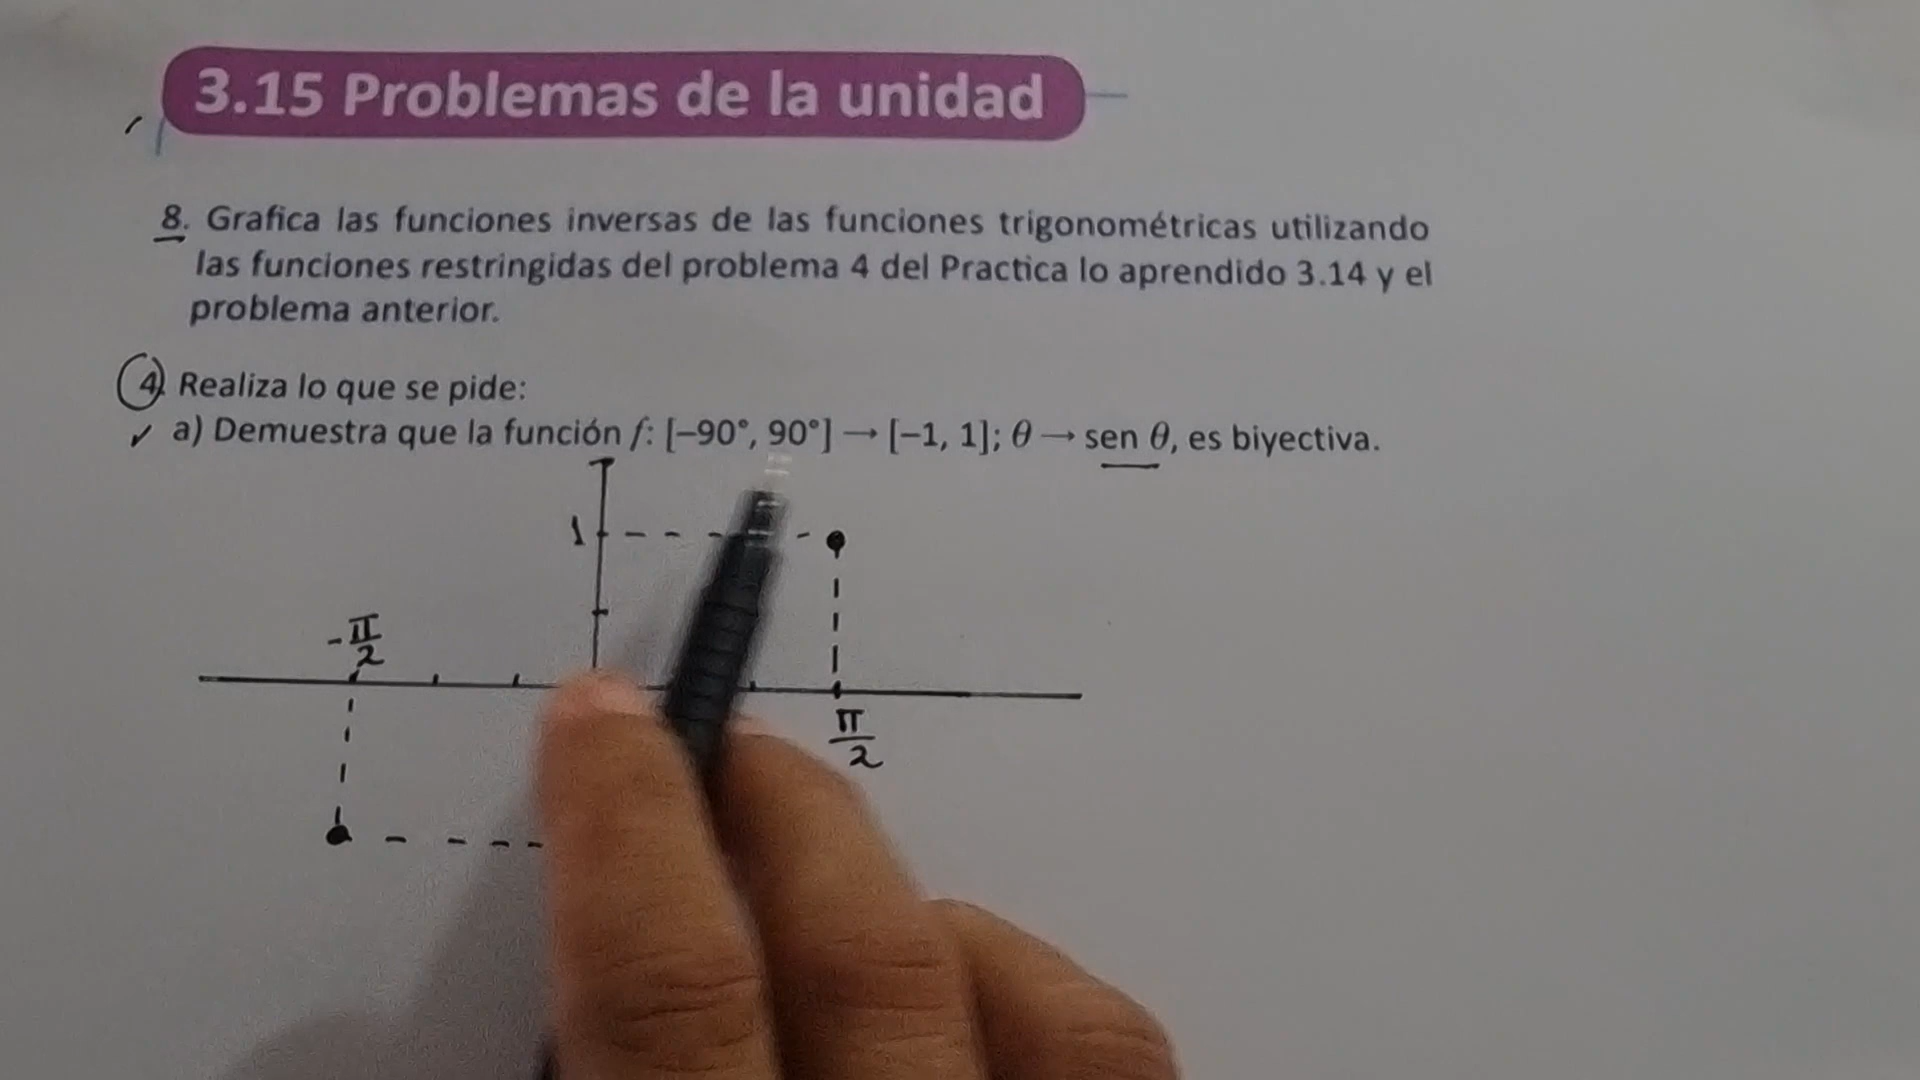 3.15 Problemas de la unidad
8. Grafica las funciones inversas de las funciones trigonométricas utilizando
las funciones restringidas del problema 4 del Practica lo aprendido 3.14 y el
problema anterior.
4. Realiza lo que se pide:
a) Demuestra que la función f: [−90°, 90°] → [−1, 1]; θ → sen θ, es biyectiva.
1
-π/2
π/2